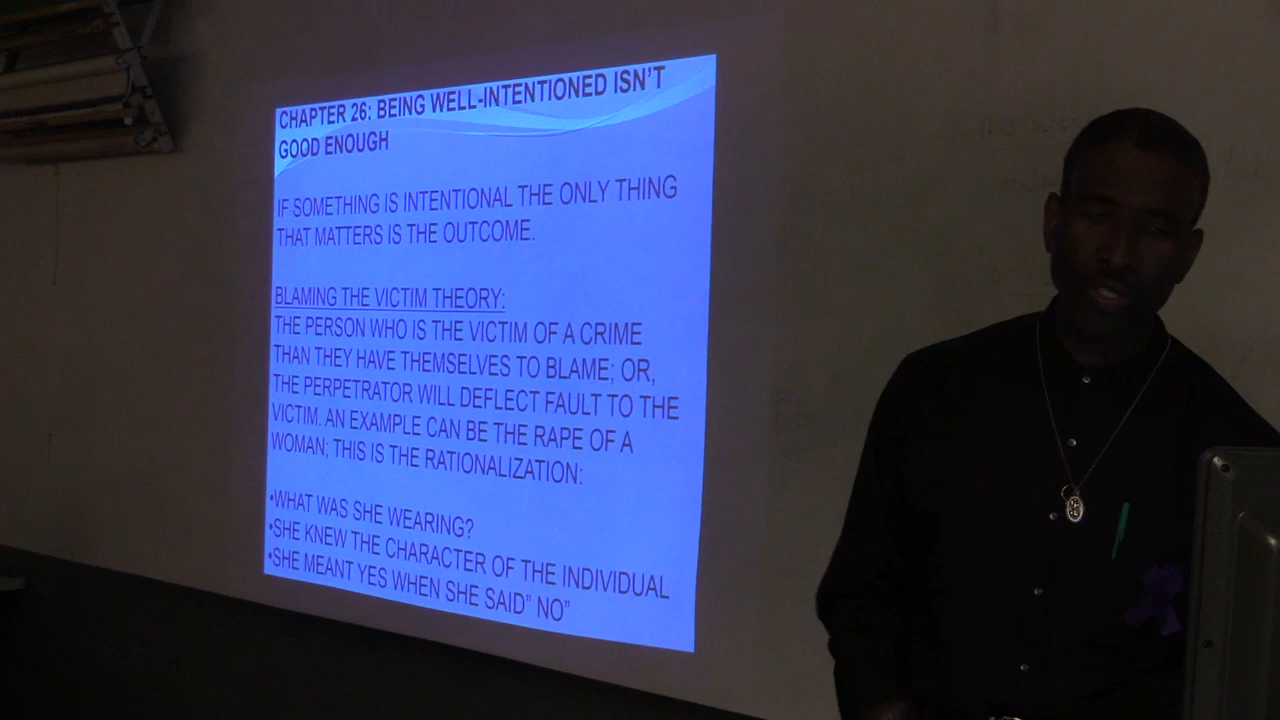 CHAPTER 26: BEING WELL-INTENTIONED ISN'T
GOOD ENOUGH
IF SOMETHING IS INTENTIONAL THE ONLY THING
THAT MATTERS IS THE OUTCOME.
BLAMING THE VICTIM THEORY:
THE PERSON WHO IS THE VICTIM OF A CRIME
THAN THEY HAVE THEMSELVES TO BLAME; OR,
THE PERPETRATOR WILL DEFLECT FAULT TO THE
VICTIM. AN EXAMPLE CAN BE THE RAPE OF A
WOMAN; THIS IS THE RATIONALIZATION:
•WHAT WAS SHE WEARING?
•SHE KNEW THE CHARACTER OF THE INDIVIDUAL
•SHE MEANT YES WHEN SHE SAID" NO"